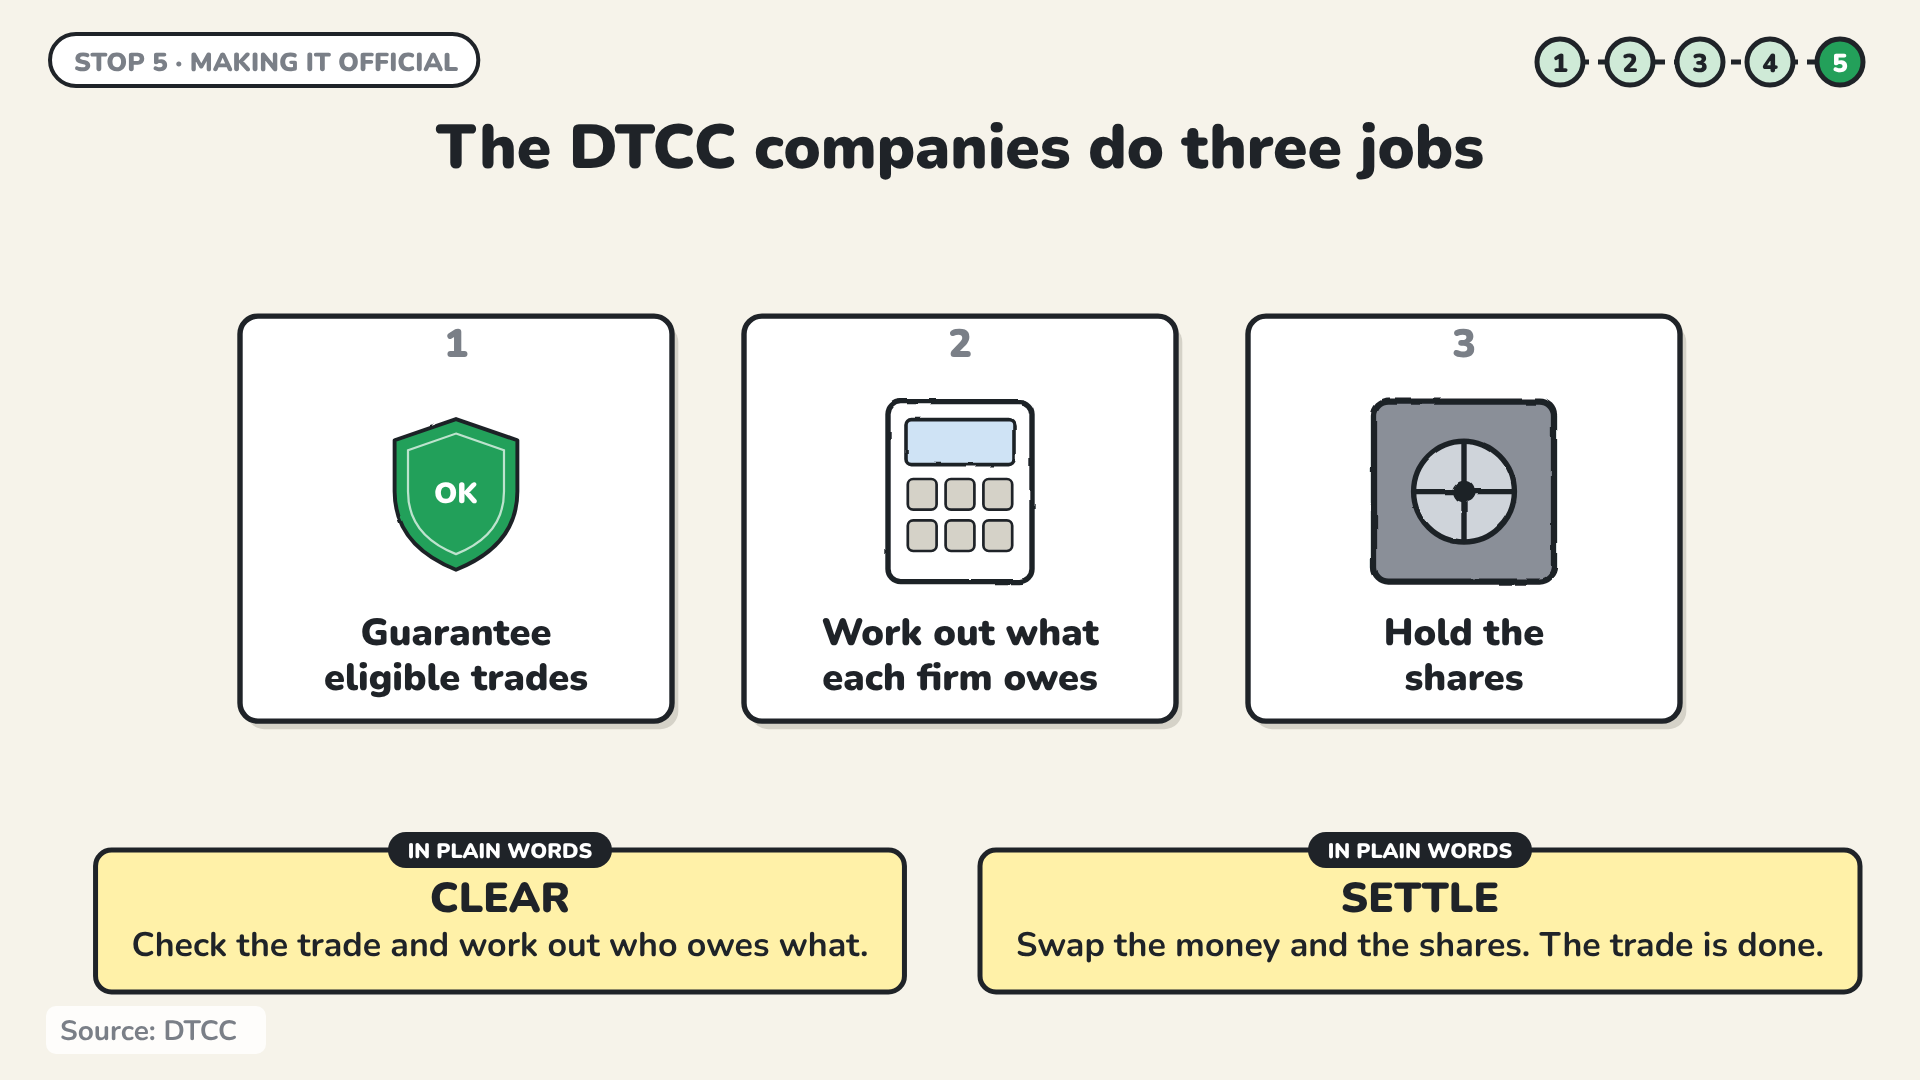 STOP 5 · MAKING IT OFFICIAL
1 2 3 4 5
The DTCC companies do three jobs
1
OK
Guarantee
eligible trades
2
Work out what
each firm owes
3
Hold the
shares
IN PLAIN WORDS
CLEAR
Check the trade and work out who owes what.
IN PLAIN WORDS
SETTLE
Swap the money and the shares. The trade is done.
Source: DTCC